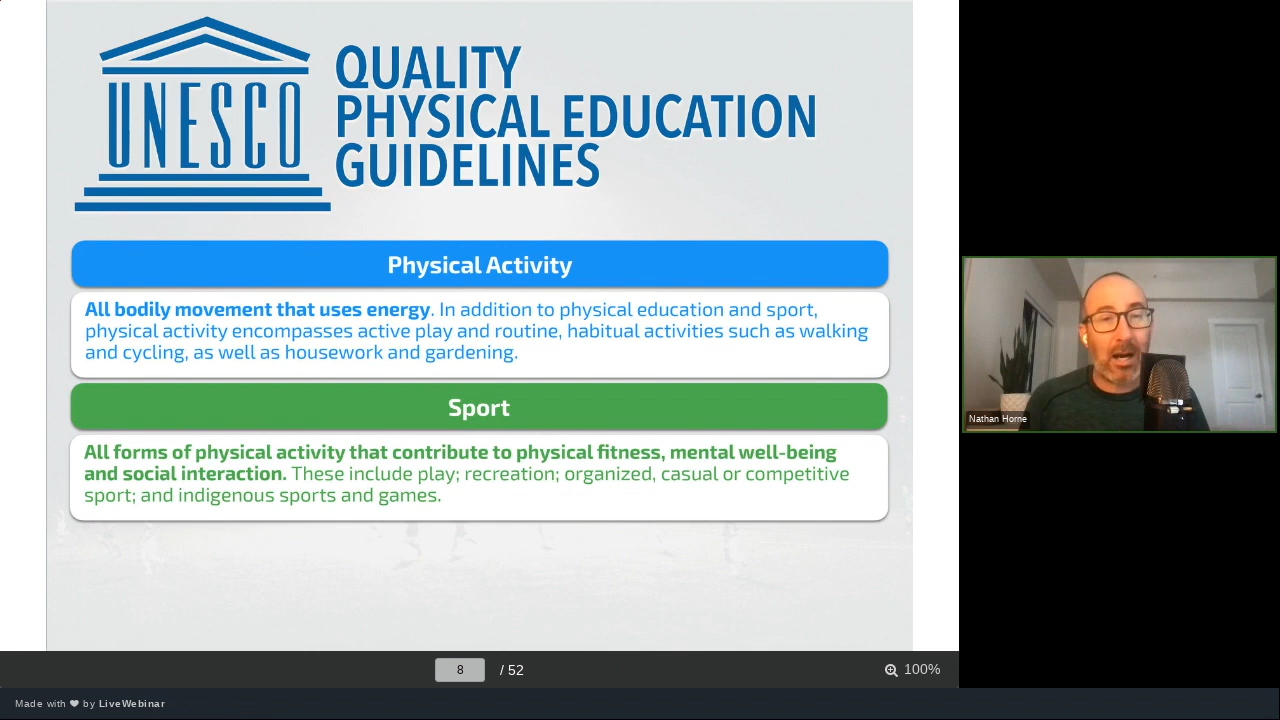 UNESCO
QUALITY
PHYSICAL EDUCATION
GUIDELINES
Physical Activity
All bodily movement that uses energy. In addition to physical education and sport,
physical activity encompasses active play and routine, habitual activities such as walking
and cycling, as well as housework and gardening.
Sport
All forms of physical activity that contribute to physical fitness, mental well-being
and social interaction. These include play; recreation; organized, casual or competitive
sport; and indigenous sports and games.
Nathan Horne
8 / 52
100%
Made with ❤ by LiveWebinar